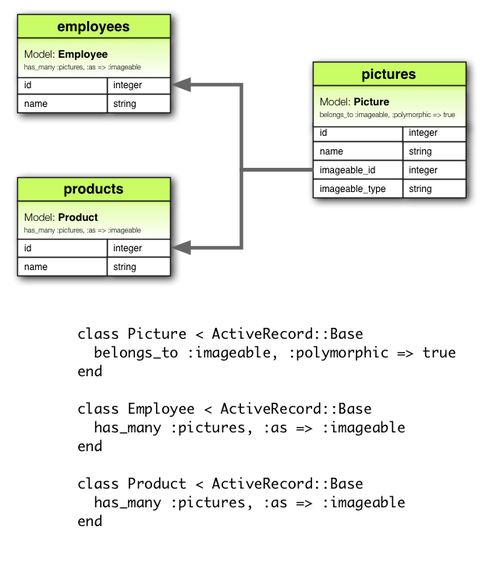 employees
Model: Employee
has_many :pictures, :as => :imageable
id integer
name string
pictures
Model: Picture
belongs_to :imageable, :polymorphic => true
id integer
name string
imageable_id integer
imageable_type string
products
Model: Product
has_many :pictures, :as => :imageable
id integer
name string
class Picture < ActiveRecord::Base
  belongs_to :imageable, :polymorphic => true
end
class Employee < ActiveRecord::Base
  has_many :pictures, :as => :imageable
end
class Product < ActiveRecord::Base
  has_many :pictures, :as => :imageable
end